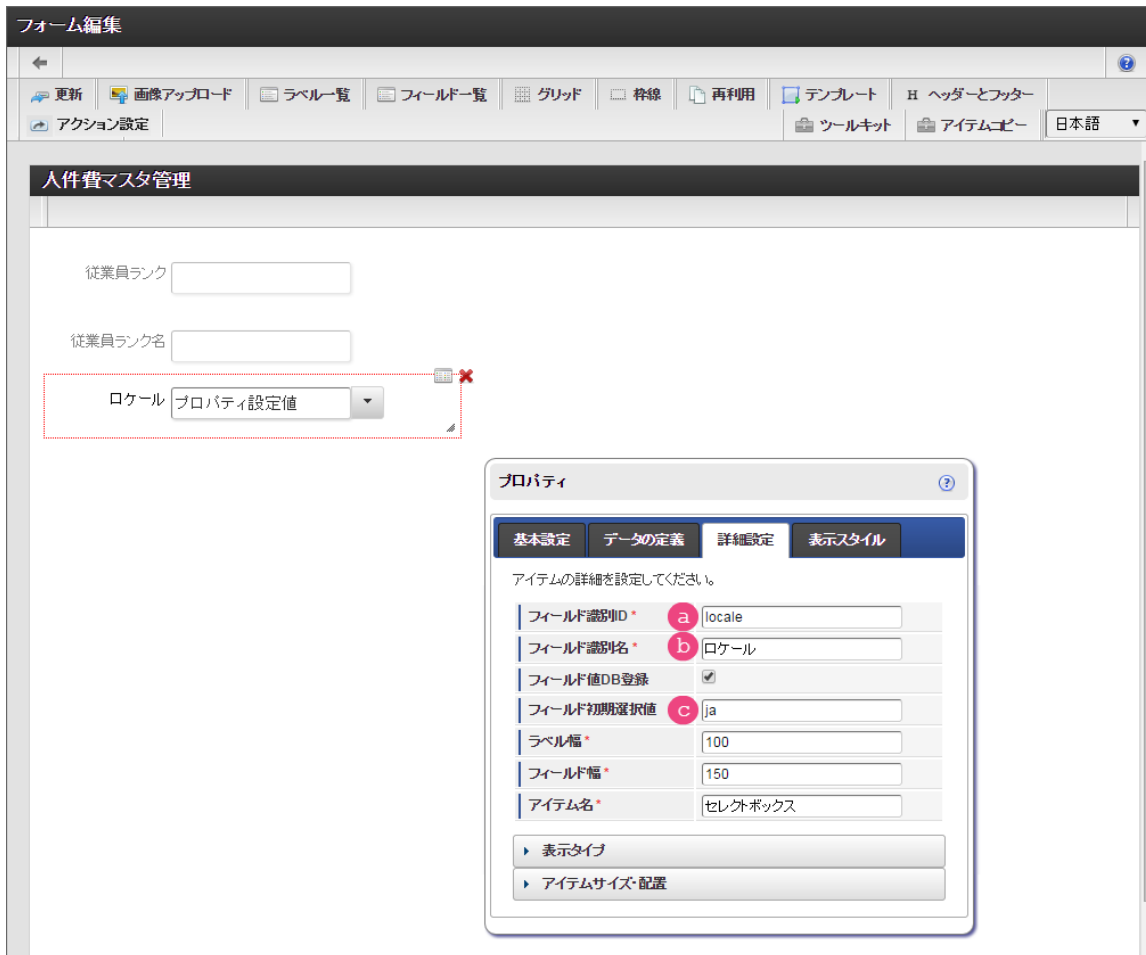 フォーム編集
更新 画像アップロード ラベル一覧 フィールド一覧 グリッド 枠線 再利用 テンプレート H ヘッダーとフッター
アクション設定 ツールキット アイテムコピー 日本語
人件費マスタ管理
従業員ランク
従業員ランク名
ロケール プロパティ設定値
プロパティ
基本設定 データの定義 詳細設定 表示スタイル
アイテムの詳細を設定してください。
フィールド識別ID * a locale
フィールド識別名 * b ロケール
フィールド値DB登録
フィールド初期選択値 c ja
ラベル幅 * 100
フィールド幅 * 150
アイテム名 * セレクトボックス
表示タイプ
アイテムサイズ・配置